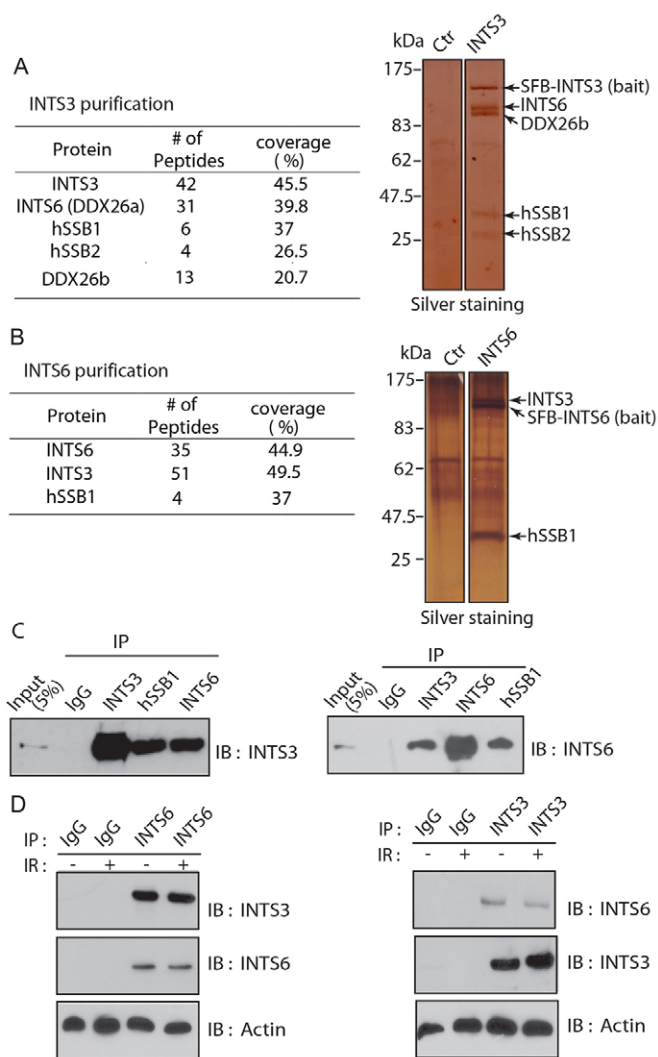 A
INTS3 purification
Protein # of Peptides coverage ( %)
INTS3 42 45.5
INTS6 (DDX26a) 31 39.8
hSSB1 6 37
hSSB2 4 26.5
DDX26b 13 20.7
kDa Ctr INTS3
175
83
62
47.5
25
SFB-INTS3 (bait)
INTS6
DDX26b
hSSB1
hSSB2
Silver staining
B
INTS6 purification
Protein # of Peptides coverage ( %)
INTS6 35 44.9
INTS3 51 49.5
hSSB1 4 37
kDa Ctr INTS6
175
83
62
47.5
25
INTS3
SFB-INTS6 (bait)
hSSB1
Silver staining
C
IP
Input (5%) IgG INTS3 hSSB1 INTS6
IB : INTS3
IP
Input (5%) IgG INTS3 INTS6 hSSB1
IB : INTS6
D
IP : IgG IgG INTS6 INTS6
IR : - + - +
IB : INTS3
IB : INTS6
IB : Actin
IP : IgG IgG INTS3 INTS3
IR : - + - +
IB : INTS6
IB : INTS3
IB : Actin